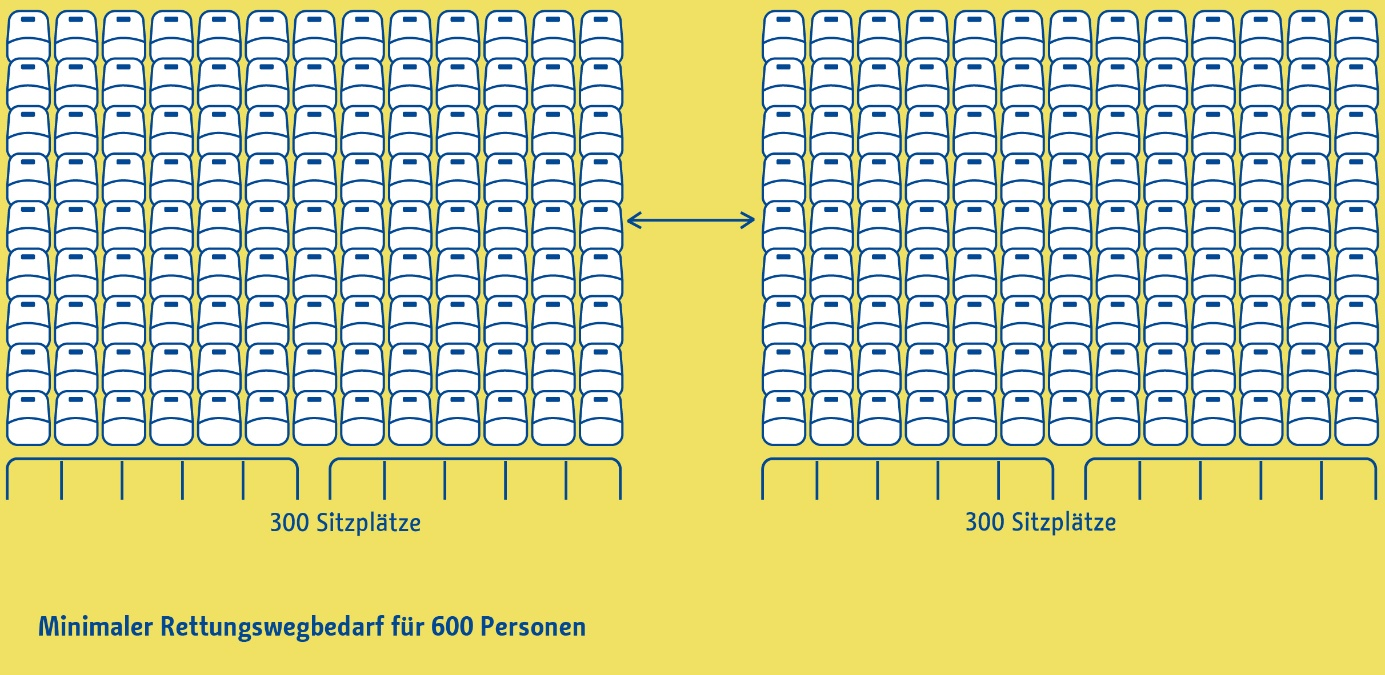 300 Sitzplätze
300 Sitzplätze
Minimaler Rettungswegbedarf für 600 Personen